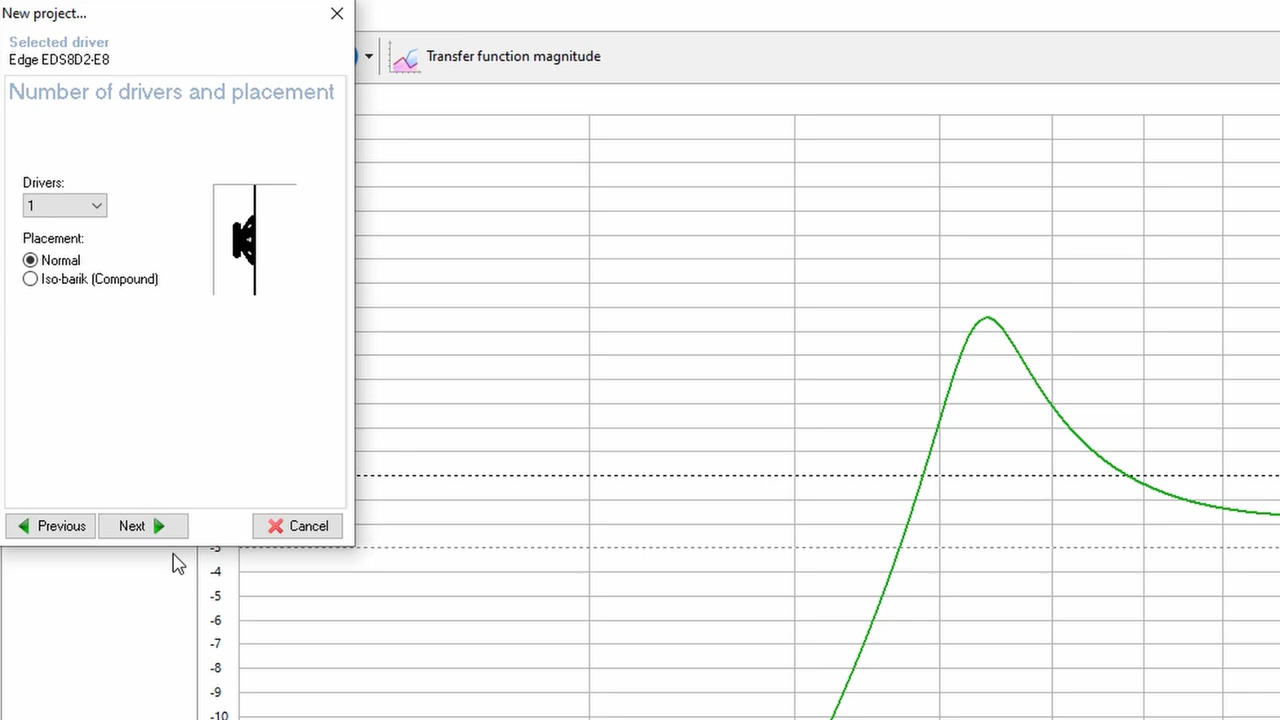 New project...
Selected driver
Edge EDS8D2-E8
Number of drivers and placement
Drivers:
1
Placement:
Normal
Iso-barik (Compound)
Previous
Next
Cancel
Transfer function magnitude
-3
-4
-5
-6
-7
-8
-9
-10